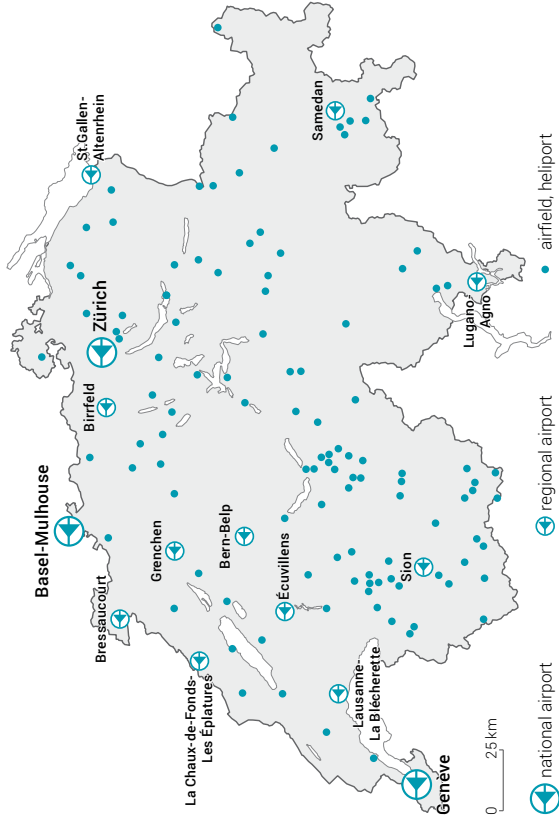 Basel-Mulhouse
Zürich
St.Gallen-
Altenrhein
Birrfeld
Bressaucourt
Grenchen
La Chaux-de-Fonds-
Les Éplatures
Bern-Belp
Samedan
Écuvillens
Lausanne-
La Blécherette
Sion
Lugano-
Agno
Genève
0
25 km
national airport
regional airport
airfield, heliport